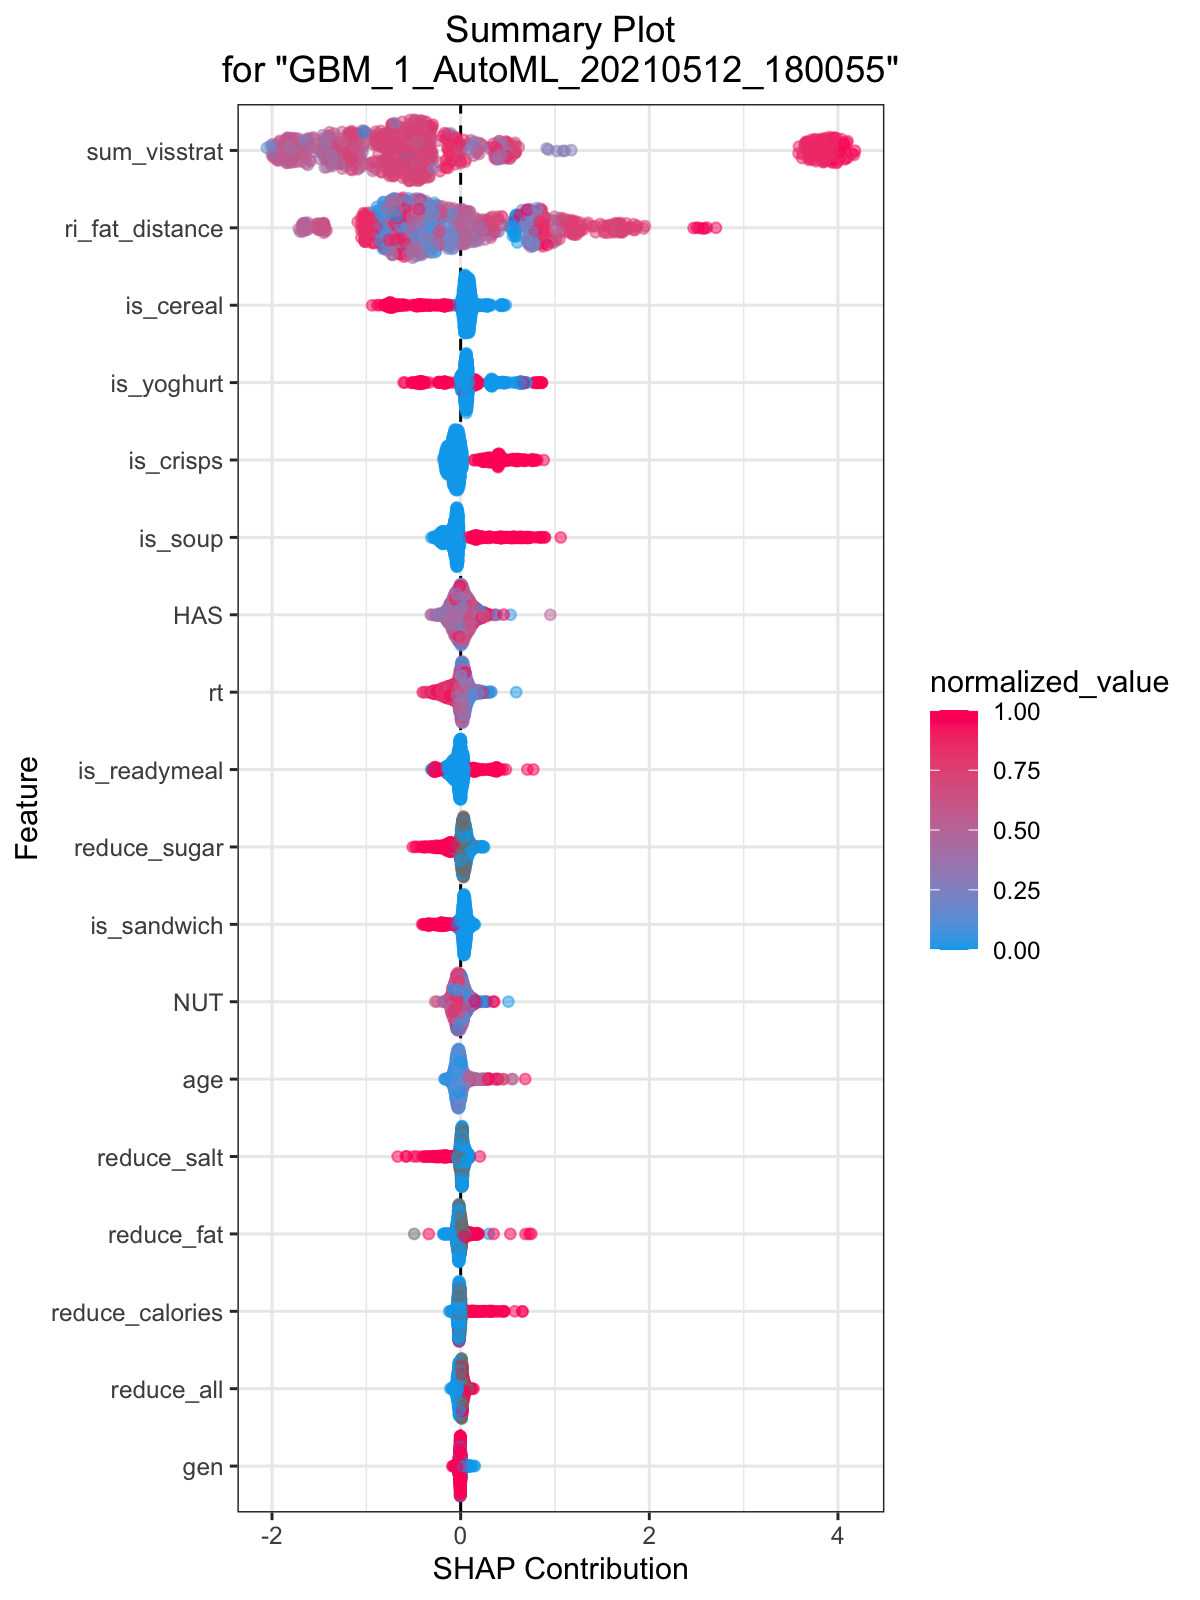 Summary Plot
for "GBM_1_AutoML_20210512_180055"
sum_visstrat
ri_fat_distance
is_cereal
is_yoghurt
is_crisps
is_soup
HAS
rt
is_readymeal
reduce_sugar
is_sandwich
NUT
age
reduce_salt
reduce_fat
reduce_calories
reduce_all
gen
Feature
-2
0
2
4
SHAP Contribution
normalized_value
1.00
0.75
0.50
0.25
0.00